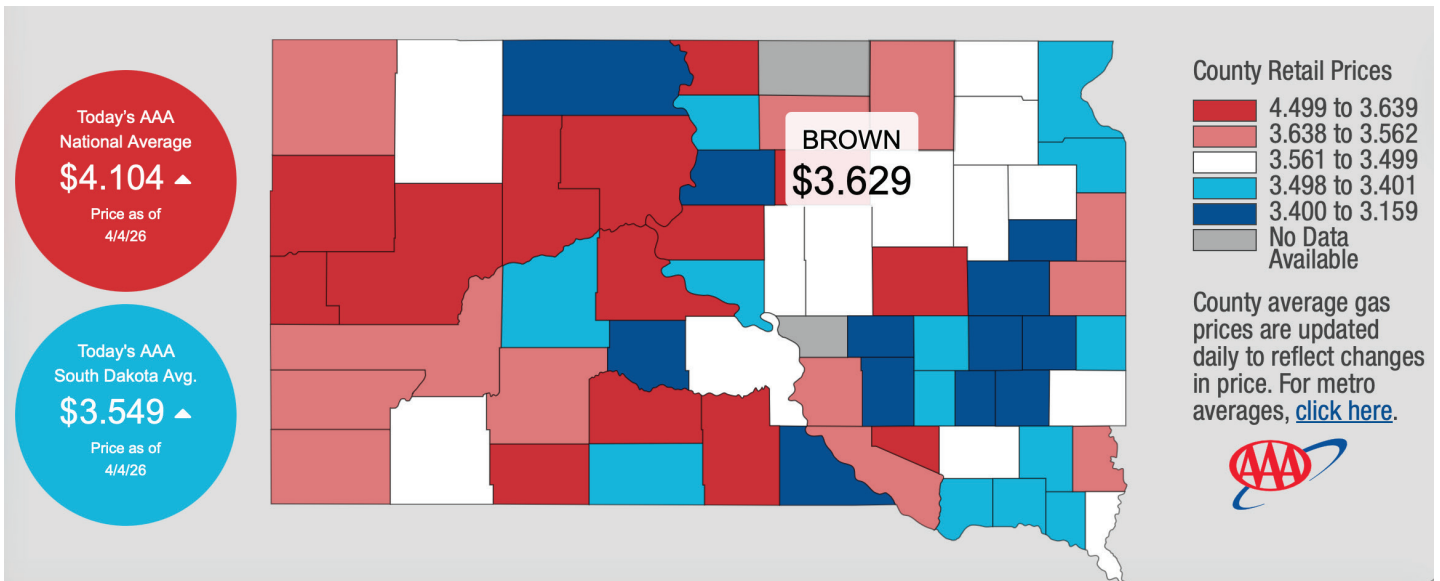 Today's AAA
National Average
$4.104
Price as of
4/4/26
Today's AAA
South Dakota Avg.
$3.549
Price as of
4/4/26
BROWN
$3.629
County Retail Prices
4.499 to 3.639
3.638 to 3.562
3.561 to 3.499
3.498 to 3.401
3.400 to 3.159
No Data
Available
County average gas
prices are updated
daily to reflect changes
in price. For metro
averages, click here.
AAA